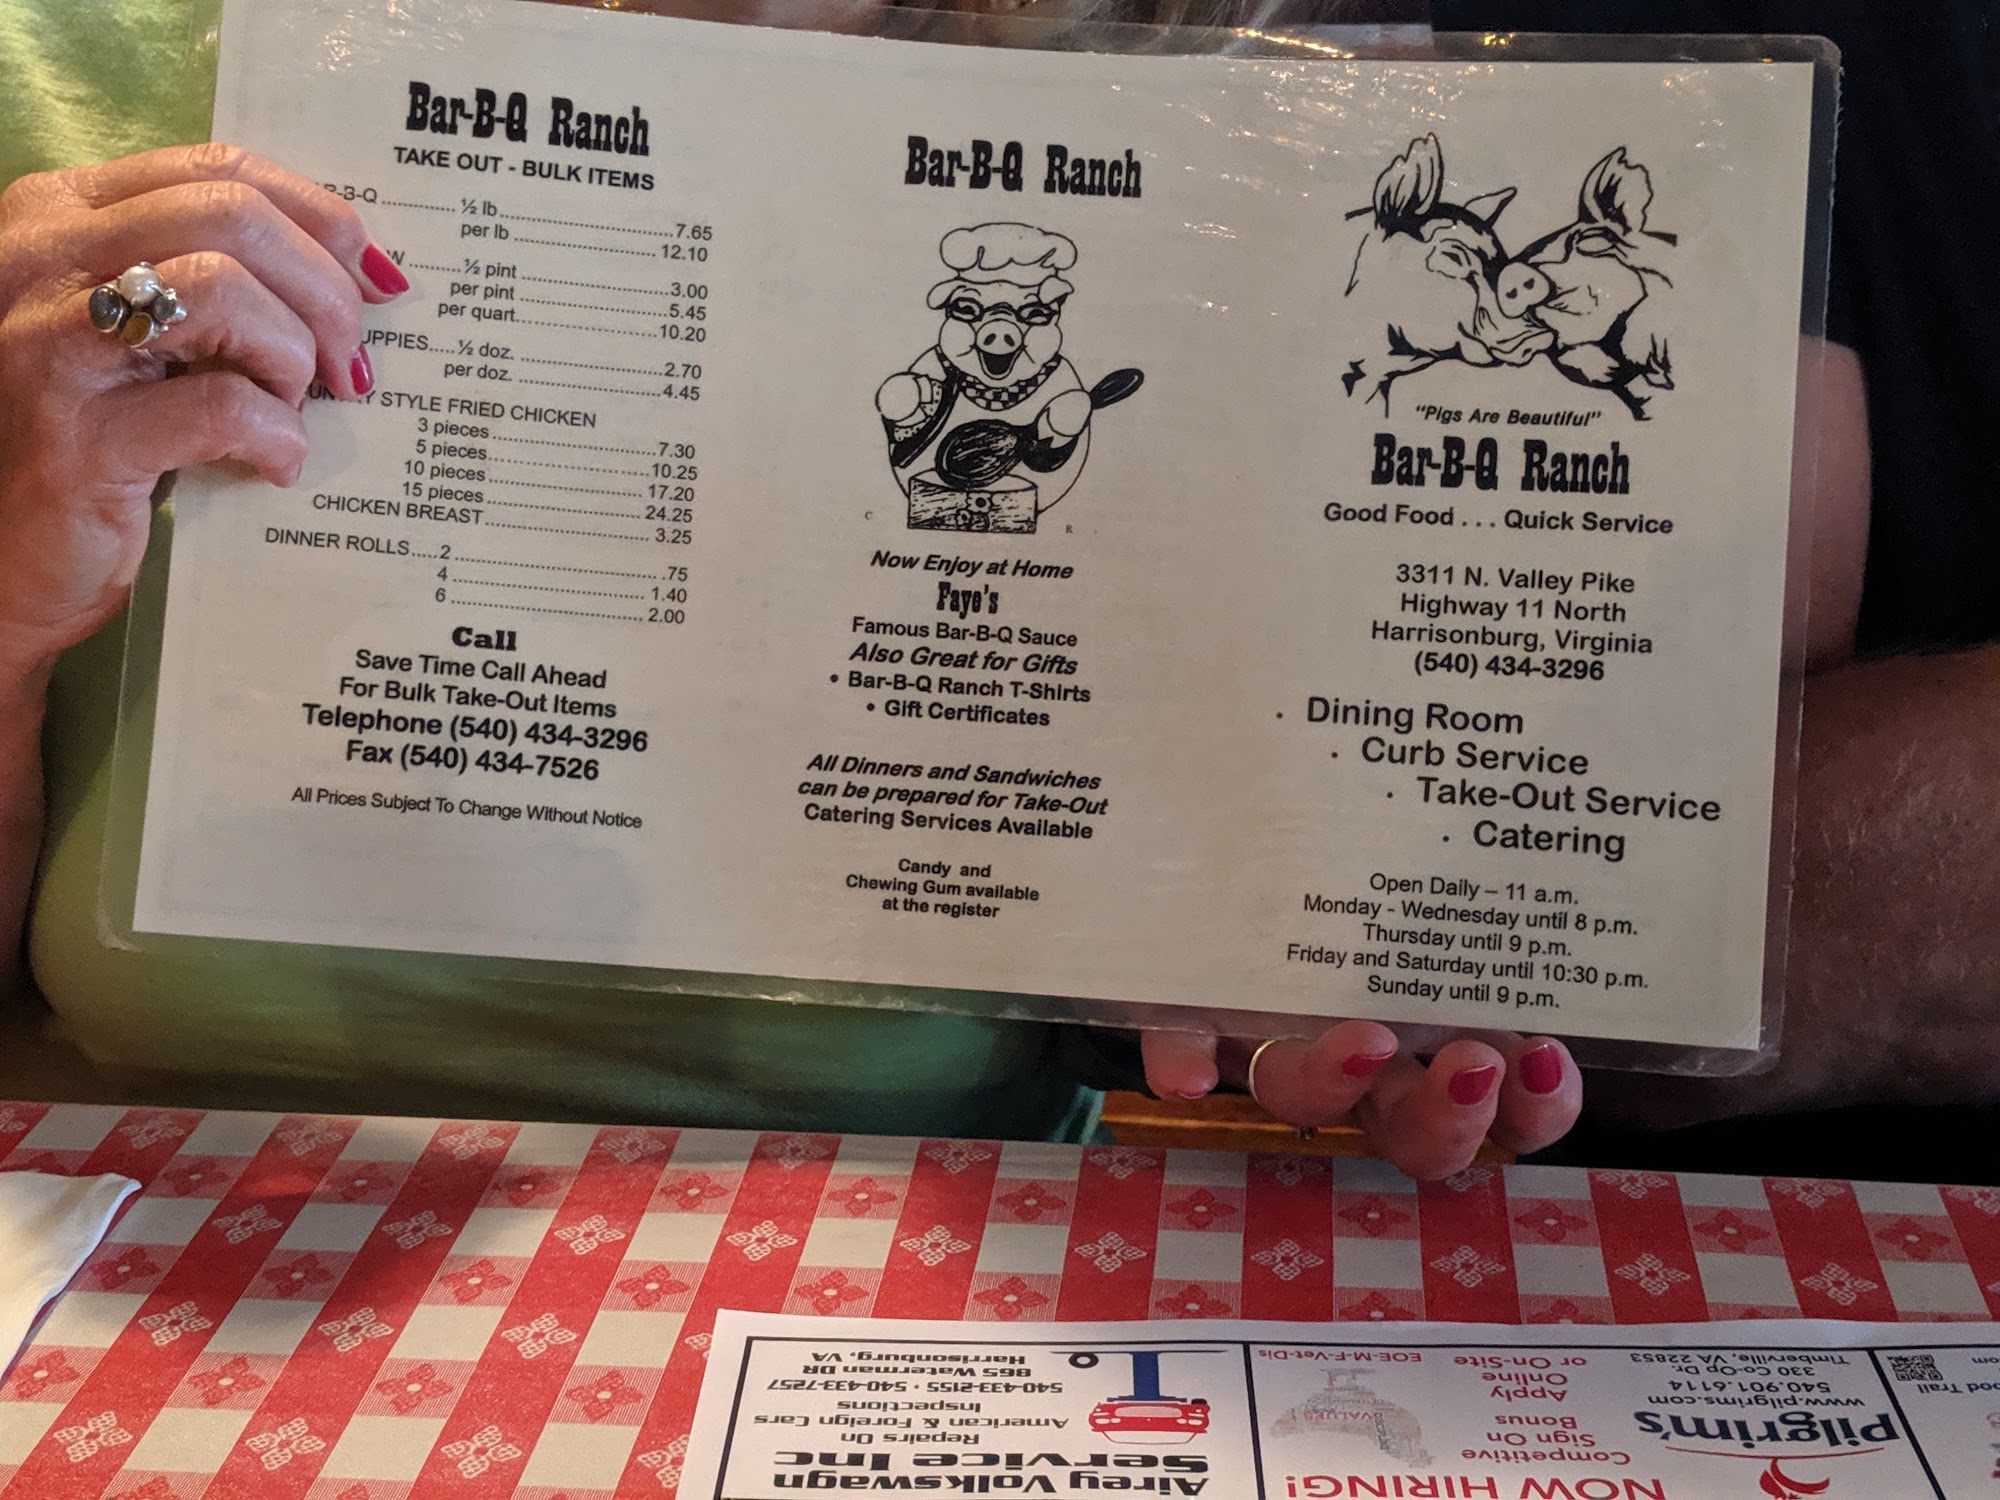 Bar-B-Q Ranch
TAKE OUT - BULK ITEMS
R-B-Q ............. ½ lb ........................ 7.65
per lb ........................ 12.10
W .......... ½ pint ........................ 3.00
per pint ........................ 5.45
per quart ........................ 10.20
UPPIES..... ½ doz. ........................ 2.70
per doz. ........................ 4.45
STYLE FRIED CHICKEN
3 pieces ........................ 7.30
5 pieces ........................ 10.25
10 pieces ........................ 17.20
15 pieces ........................ 24.25
CHICKEN BREAST ........................ 3.25
DINNER ROLLS ..... 2 ........................ .75
4 ........................ 1.40
6 ........................ 2.00
Call
Save Time Call Ahead
For Bulk Take-Out Items
Telephone (540) 434-3296
Fax (540) 434-7526
All Prices Subject To Change Without Notice
Bar-B-Q Ranch
C R
Now Enjoy at Home
Faye's
Famous Bar-B-Q Sauce
Also Great for Gifts
• Bar-B-Q Ranch T-Shirts
• Gift Certificates
All Dinners and Sandwiches
can be prepared for Take-Out
Catering Services Available
Candy and
Chewing Gum available
at the register
"Pigs Are Beautiful"
Bar-B-Q Ranch
Good Food . . . Quick Service
3311 N. Valley Pike
Highway 11 North
Harrisonburg, Virginia
(540) 434-3296
· Dining Room
· Curb Service
· Take-Out Service
· Catering
Open Daily – 11 a.m.
Monday - Wednesday until 8 p.m.
Thursday until 9 p.m.
Friday and Saturday until 10:30 p.m.
Sunday until 9 p.m.
Airey Volkswagn
Service Inc
Repairs On
American & Foreign Cars
Inspections
540-433-2155 · 540-433-7257
865 Waterman DR
Harrisonburg, VA
NOW HIRING!
Competitive
Sign On
Bonus
Apply
Online
or On-Site
EOE-M-F-Vet-Dis
VALUES
Pilgrim's
www.pilgrims.com
540.901.6114
330 Co-Op Dr.
Timberville, VA 22853
ood Trail
om